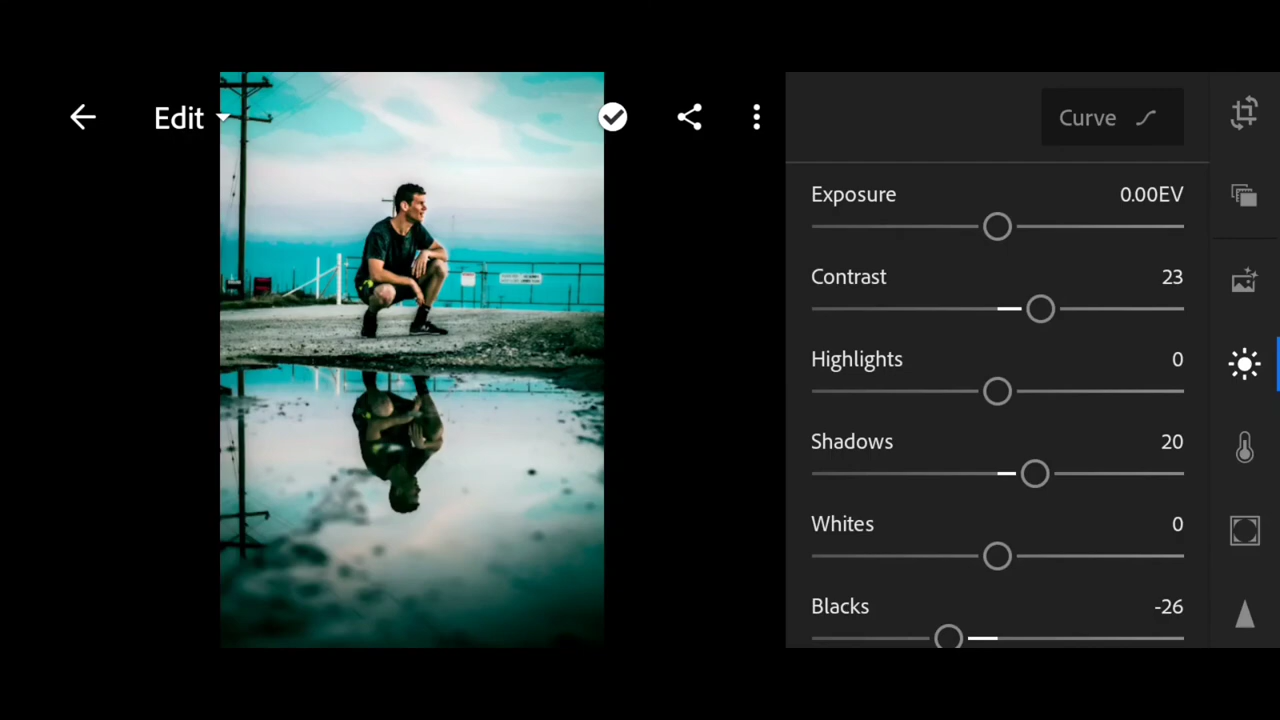 Edit
Curve
Exposure 0.00EV
Contrast 23
Highlights 0
Shadows 20
Whites 0
Blacks -26